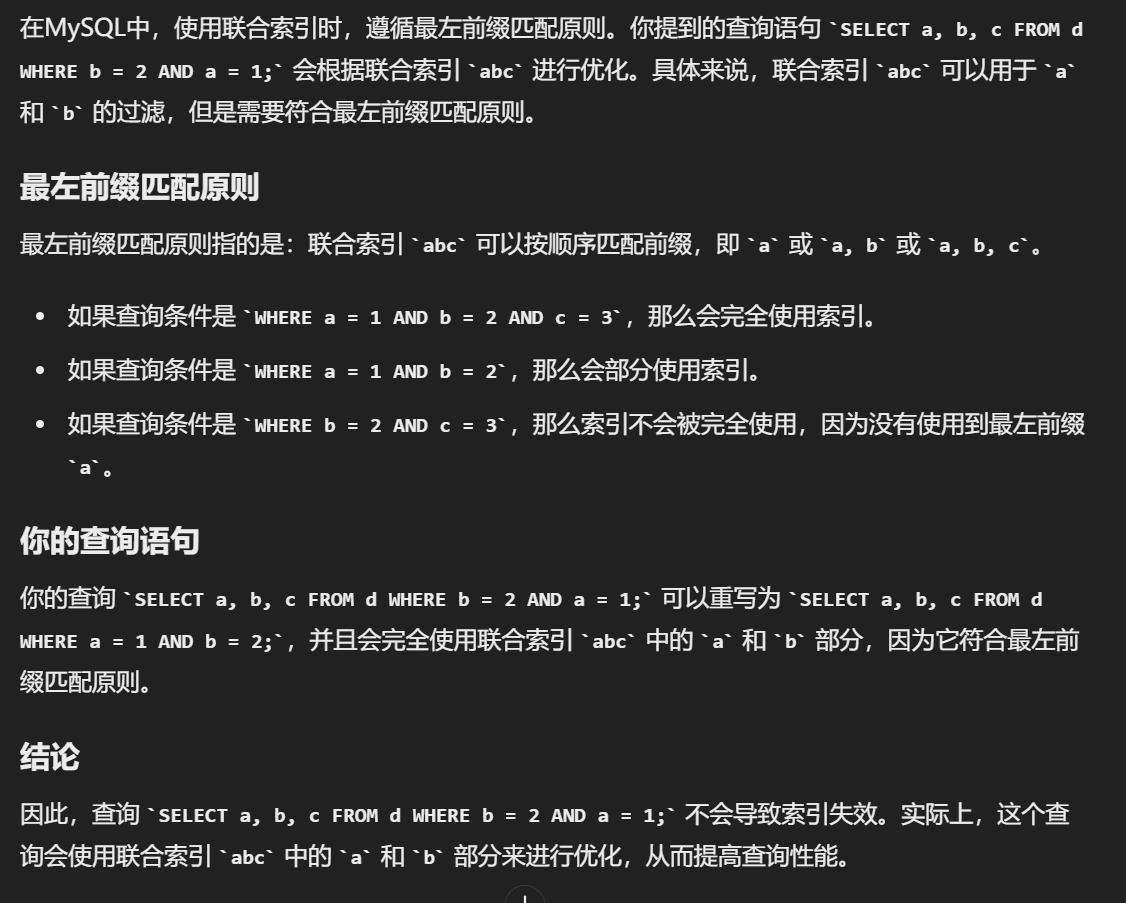 在MySQL中，使用联合索引时，遵循最左前缀匹配原则。你提到的查询语句 `SELECT a, b, c FROM d
WHERE b = 2 AND a = 1;` 会根据联合索引 `abc` 进行优化。具体来说，联合索引 `abc` 可以用于 `a`
和 `b` 的过滤，但是需要符合最左前缀匹配原则。
最左前缀匹配原则
最左前缀匹配原则指的是：联合索引 `abc` 可以按顺序匹配前缀，即 `a` 或 `a, b` 或 `a, b, c`。
• 如果查询条件是 `WHERE a = 1 AND b = 2 AND c = 3`，那么会完全使用索引。
• 如果查询条件是 `WHERE a = 1 AND b = 2`，那么会部分使用索引。
• 如果查询条件是 `WHERE b = 2 AND c = 3`，那么索引不会被完全使用，因为没有使用到最左前缀
`a`。
你的查询语句
你的查询 `SELECT a, b, c FROM d WHERE b = 2 AND a = 1;` 可以重写为 `SELECT a, b, c FROM d
WHERE a = 1 AND b = 2;`，并且会完全使用联合索引 `abc` 中的 `a` 和 `b` 部分，因为它符合最左前
缀匹配原则。
结论
因此，查询 `SELECT a, b, c FROM d WHERE b = 2 AND a = 1;` 不会导致索引失效。实际上，这个查
询会使用联合索引 `abc` 中的 `a` 和 `b` 部分来进行优化，从而提高查询性能。